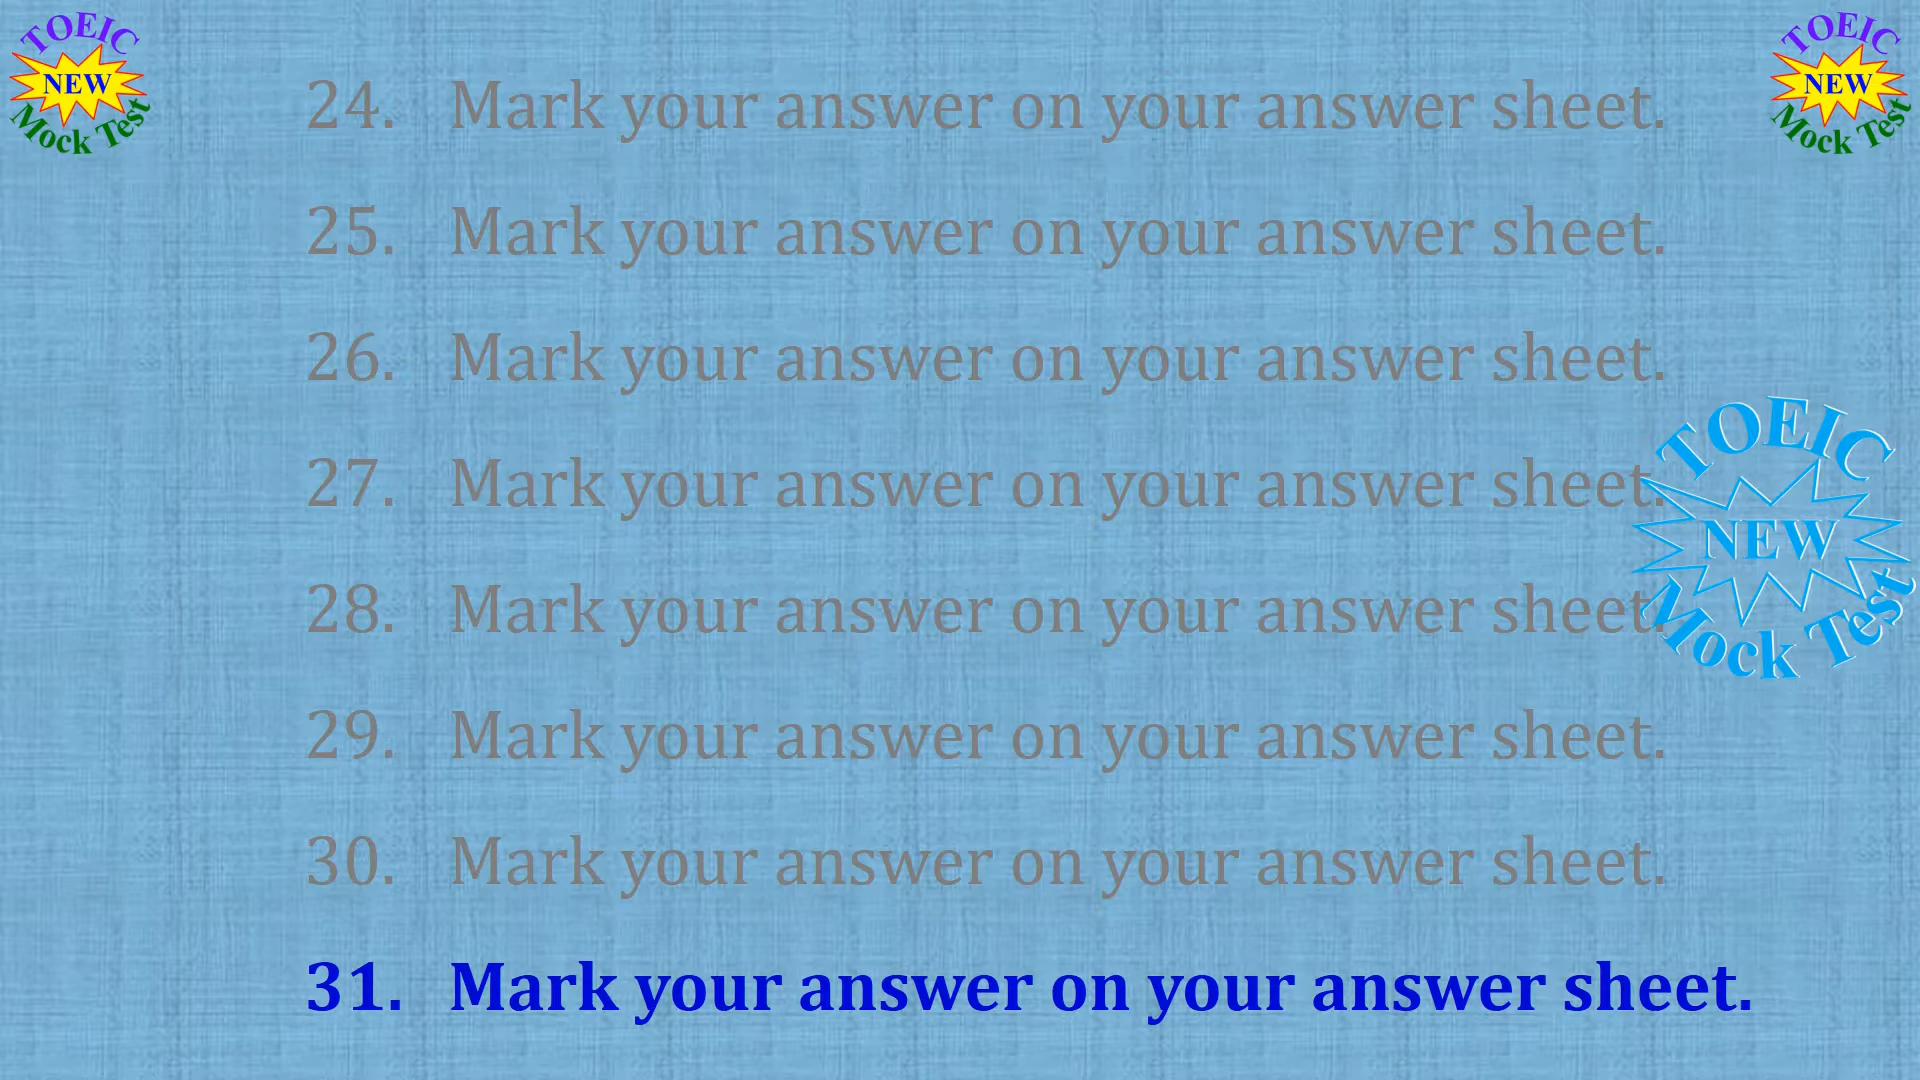 TOEIC
NEW
Mock Test
TOEIC
NEW
Mock Test
24. Mark your answer on your answer sheet.
25. Mark your answer on your answer sheet.
26. Mark your answer on your answer sheet.
27. Mark your answer on your answer sheet.
28. Mark your answer on your answer sheet.
29. Mark your answer on your answer sheet.
30. Mark your answer on your answer sheet.
31. Mark your answer on your answer sheet.
TOEIC
NEW
Mock Test